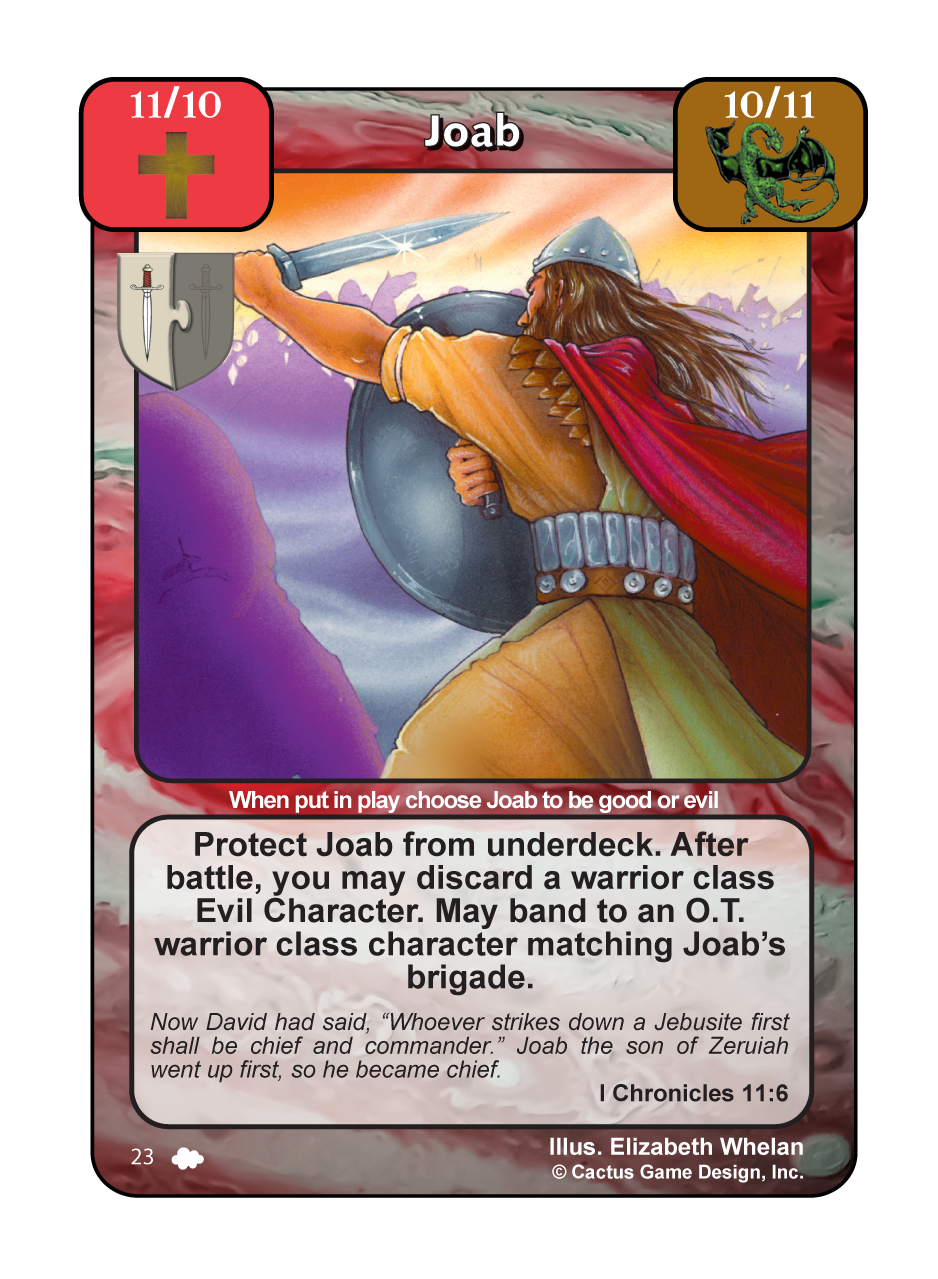 11/10
Joab
10/11
When put in play choose Joab to be good or evil
Protect Joab from underdeck. After
battle, you may discard a warrior class
Evil Character. May band to an O.T.
warrior class character matching Joab’s
brigade.
Now David had said, “Whoever strikes down a Jebusite first
shall be chief and commander.” Joab the son of Zeruiah
went up first, so he became chief.
I Chronicles 11:6
23
Illus. Elizabeth Whelan
© Cactus Game Design, Inc.